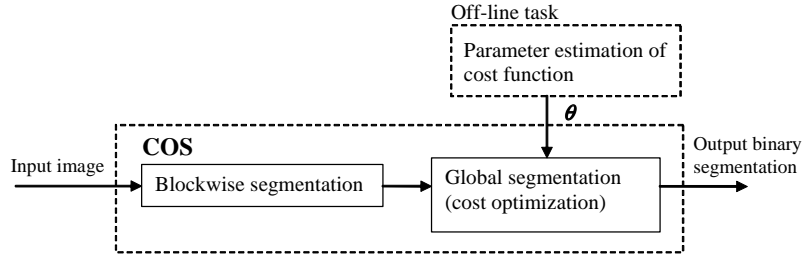 Off-line task
Parameter estimation of
cost function
θ
COS
Input image
Blockwise segmentation
Global segmentation
(cost optimization)
Output binary
segmentation